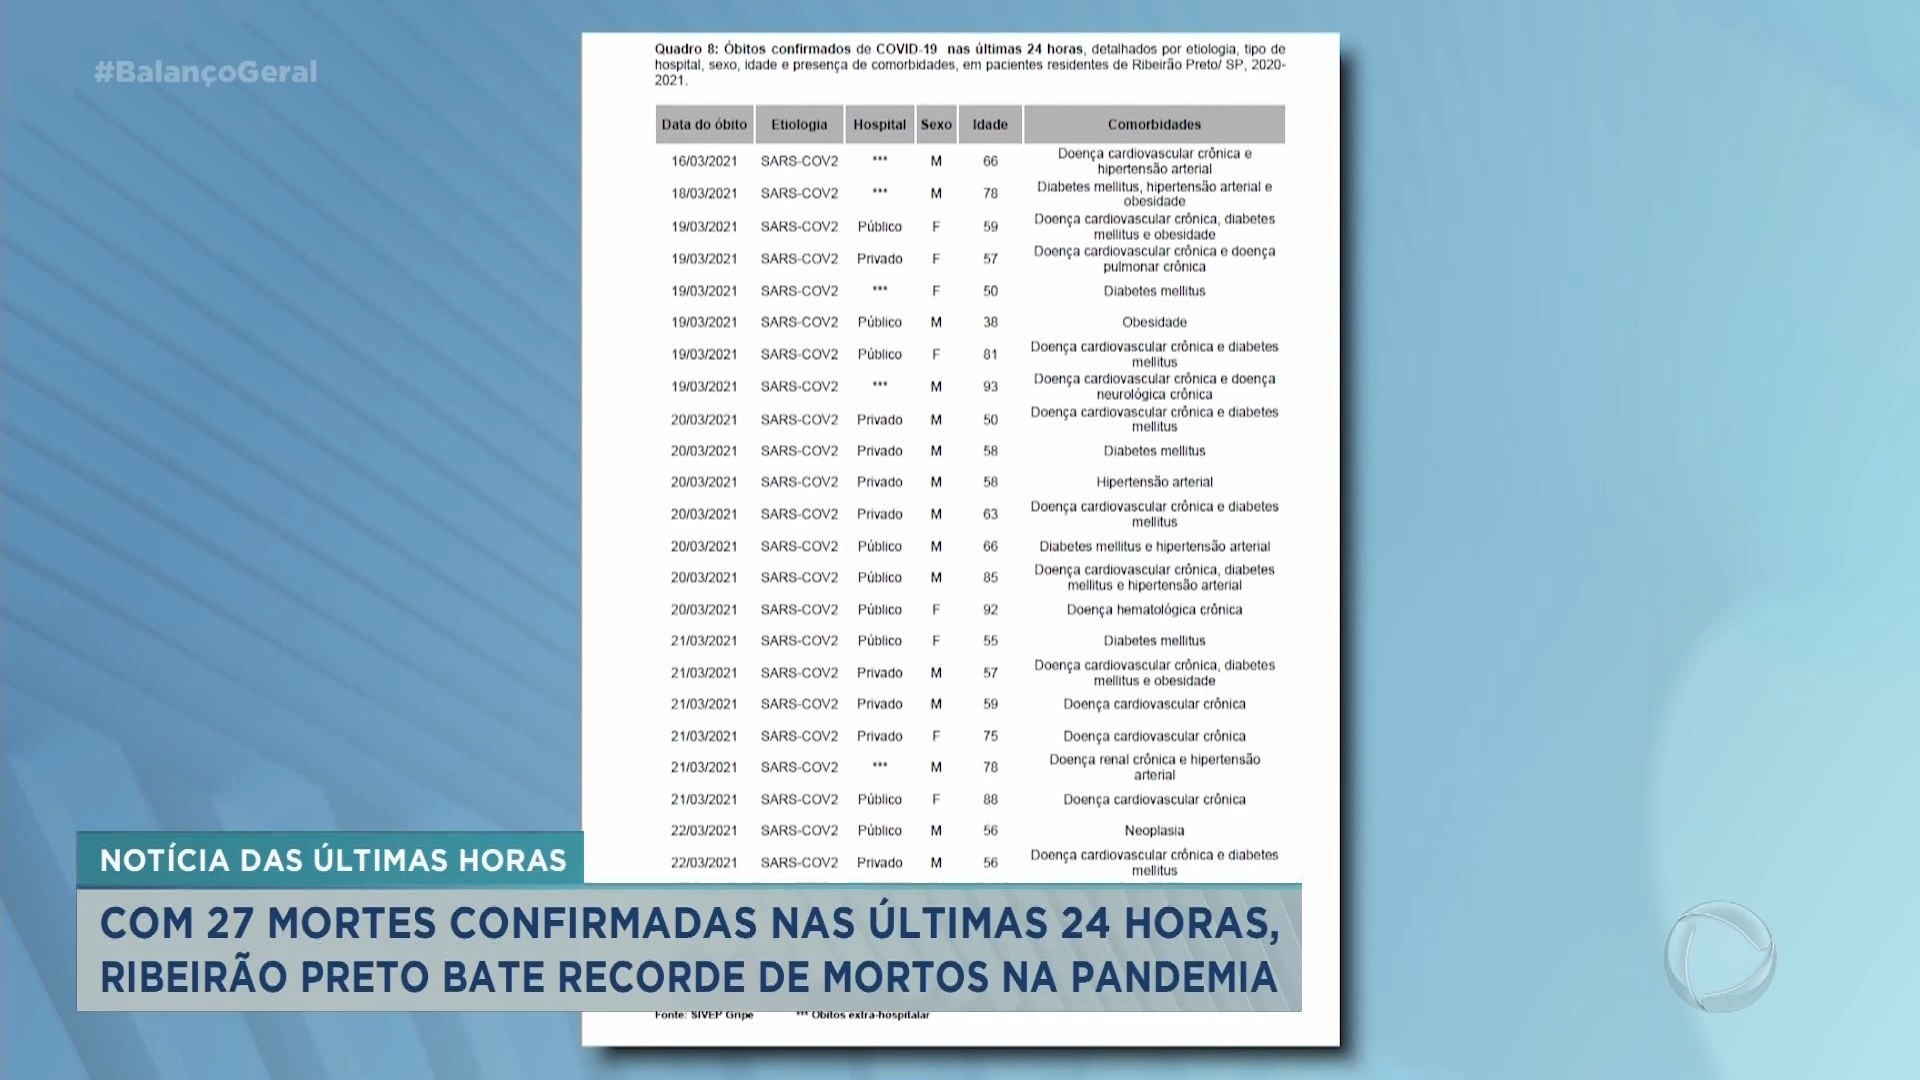 #BalançoGeral
Quadro 8: Óbitos confirmados de COVID-19 nas últimas 24 horas, detalhados por etiologia, tipo de
hospital, sexo, idade e presença de comorbidades, em pacientes residentes de Ribeirão Preto/ SP, 2020-
2021.
Data do óbito Etiologia Hospital Sexo Idade Comorbidades
16/03/2021 SARS-COV2 *** M 66 Doença cardiovascular crônica e
hipertensão arterial
18/03/2021 SARS-COV2 *** M 78 Diabetes mellitus, hipertensão arterial e
obesidade
19/03/2021 SARS-COV2 Público F 59 Doença cardiovascular crônica, diabetes
mellitus e obesidade
19/03/2021 SARS-COV2 Privado F 57 Doença cardiovascular crônica e doença
pulmonar crônica
19/03/2021 SARS-COV2 *** F 50 Diabetes mellitus
19/03/2021 SARS-COV2 Público M 38 Obesidade
19/03/2021 SARS-COV2 Público F 81 Doença cardiovascular crônica e diabetes
mellitus
19/03/2021 SARS-COV2 *** M 93 Doença cardiovascular crônica e doença
neurológica crônica
20/03/2021 SARS-COV2 Privado M 50 Doença cardiovascular crônica e diabetes
mellitus
20/03/2021 SARS-COV2 Privado M 58 Diabetes mellitus
20/03/2021 SARS-COV2 Privado M 58 Hipertensão arterial
20/03/2021 SARS-COV2 Privado M 63 Doença cardiovascular crônica e diabetes
mellitus
20/03/2021 SARS-COV2 Público M 66 Diabetes mellitus e hipertensão arterial
20/03/2021 SARS-COV2 Público M 85 Doença cardiovascular crônica, diabetes
mellitus e hipertensão arterial
20/03/2021 SARS-COV2 Público F 92 Doença hematológica crônica
21/03/2021 SARS-COV2 Público F 55 Diabetes mellitus
21/03/2021 SARS-COV2 Privado M 57 Doença cardiovascular crônica, diabetes
mellitus e obesidade
21/03/2021 SARS-COV2 Privado M 59 Doença cardiovascular crônica
21/03/2021 SARS-COV2 Privado F 75 Doença cardiovascular crônica
21/03/2021 SARS-COV2 *** M 78 Doença renal crônica e hipertensão
arterial
21/03/2021 SARS-COV2 Público F 88 Doença cardiovascular crônica
22/03/2021 SARS-COV2 Público M 56 Neoplasia
22/03/2021 SARS-COV2 Privado M 56 Doença cardiovascular crônica e diabetes
mellitus
NOTÍCIA DAS ÚLTIMAS HORAS
COM 27 MORTES CONFIRMADAS NAS ÚLTIMAS 24 HORAS,
RIBEIRÃO PRETO BATE RECORDE DE MORTOS NA PANDEMIA
Fonte: SIVEP Gripe *** Óbitos extra-hospitalar